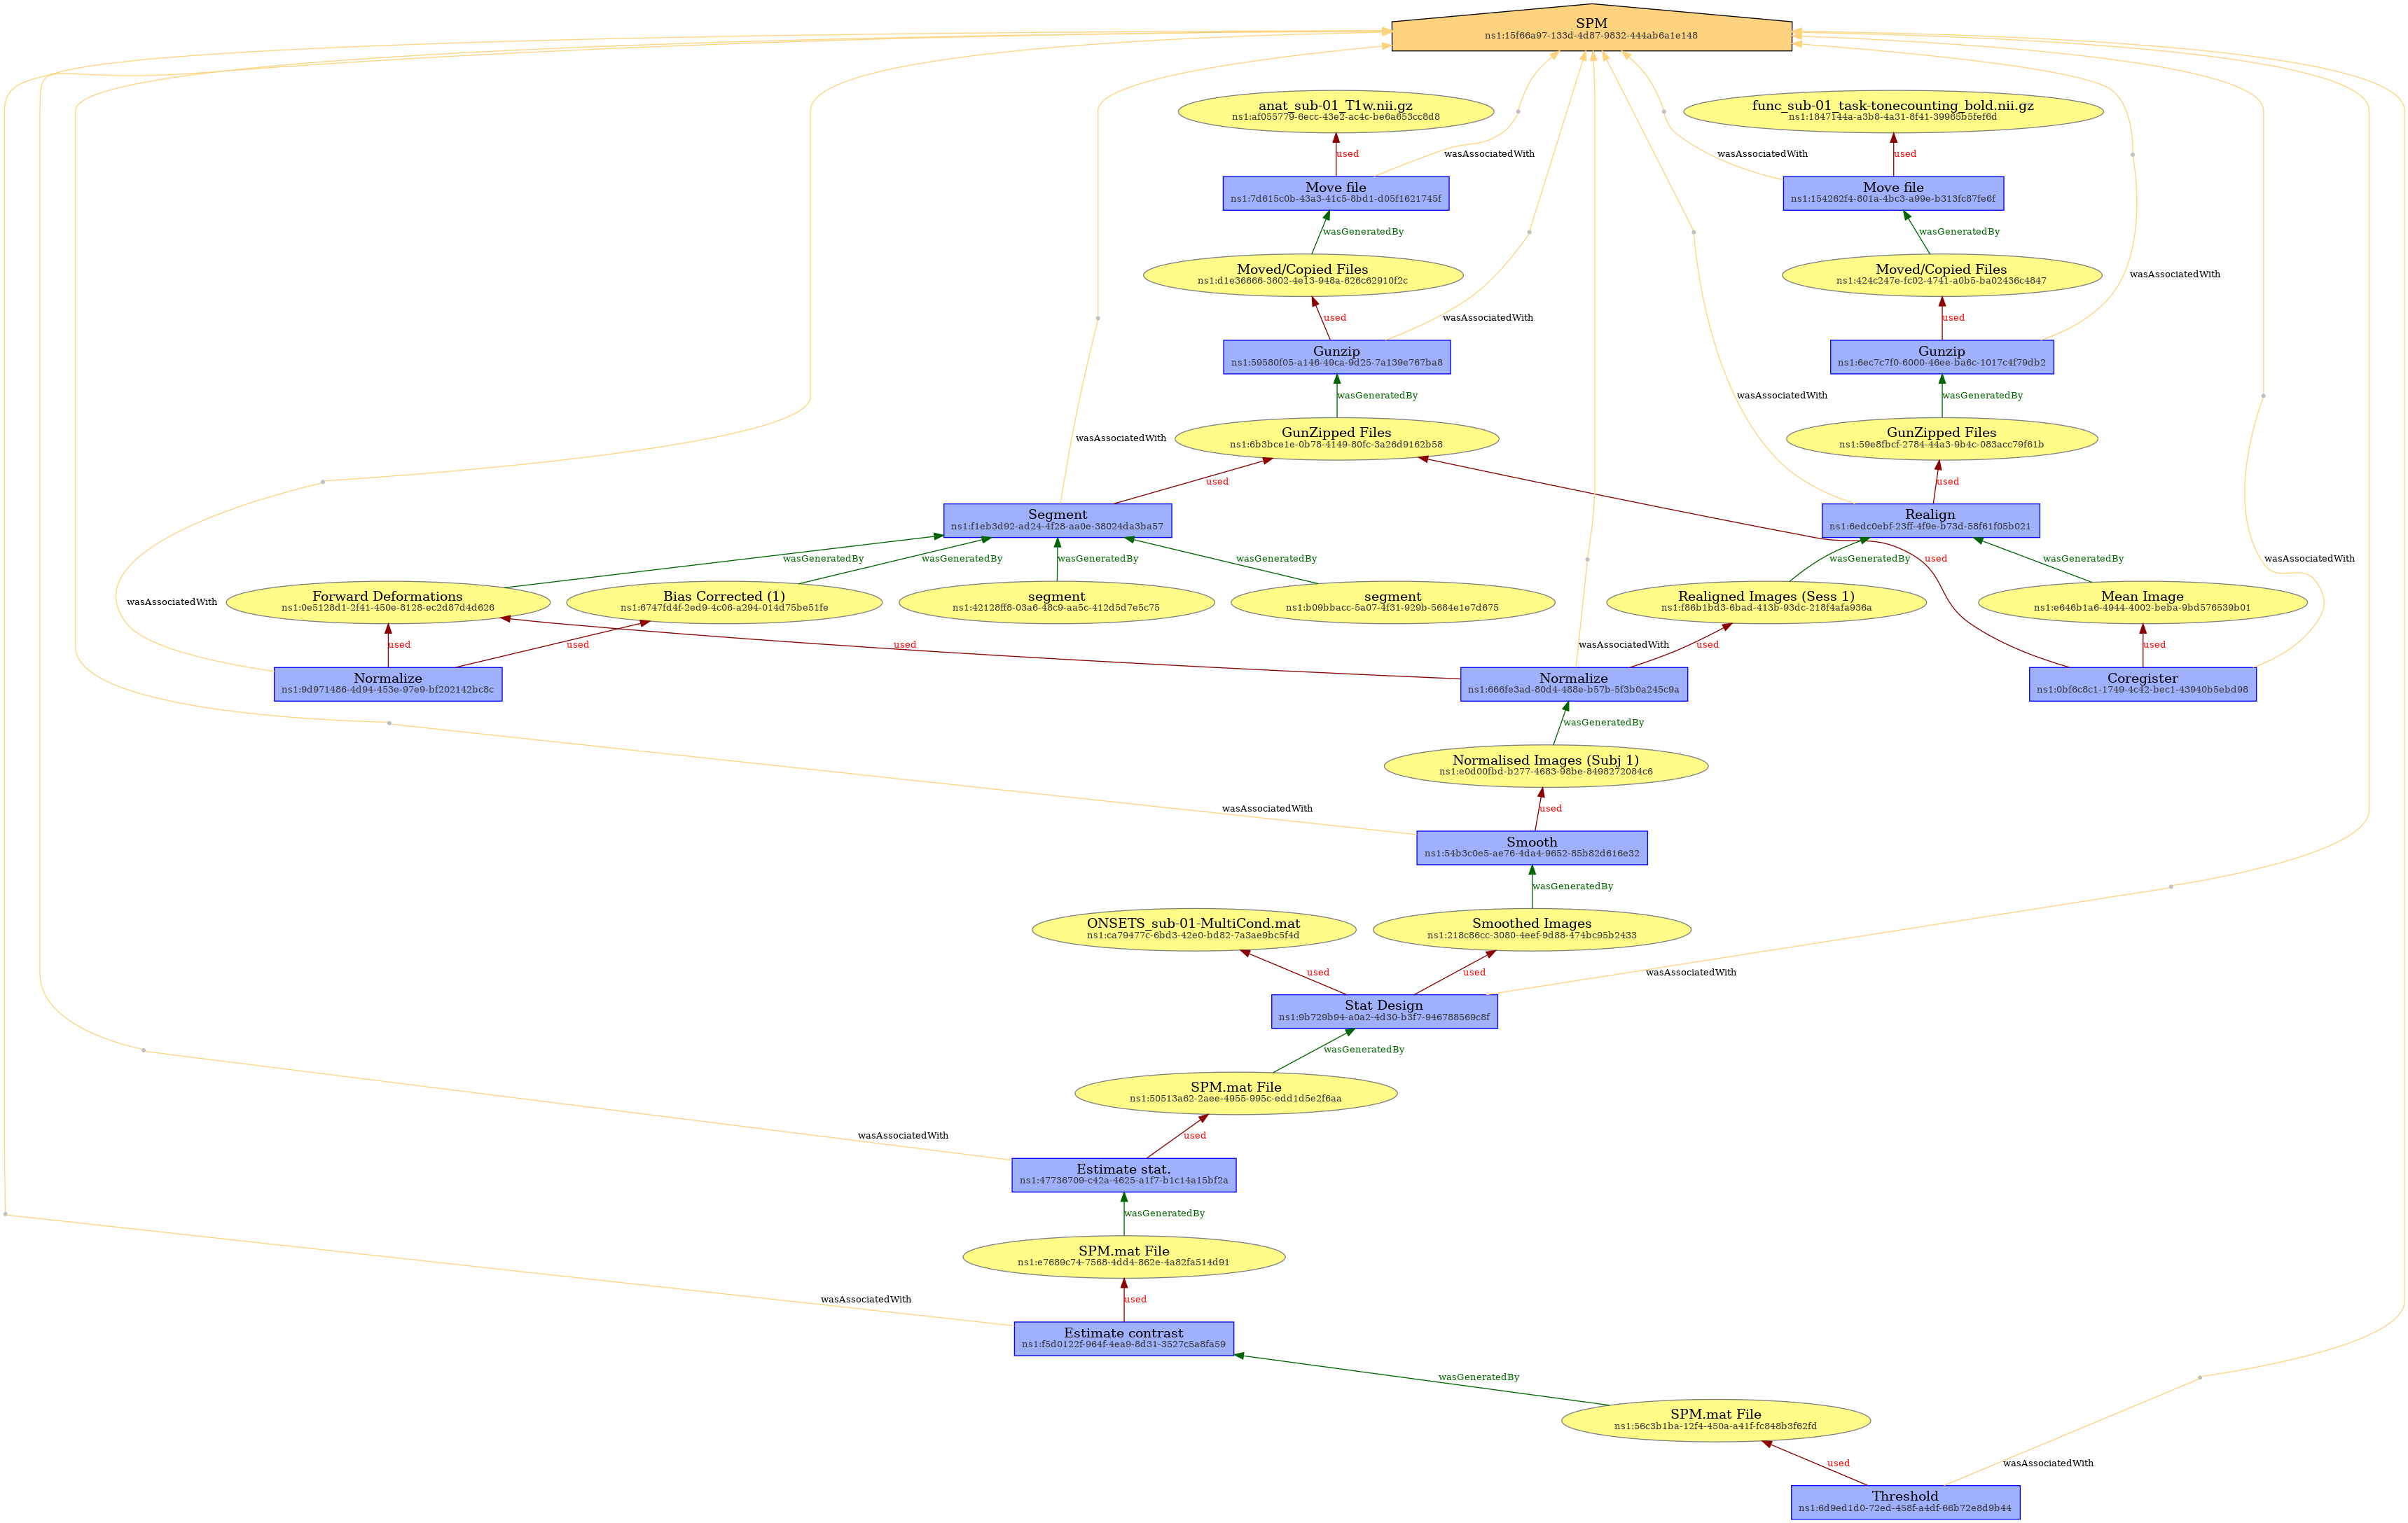 SPM
ns1:15f66a97-133d-4d87-9832-444ab6a1e148
anat_sub-01_T1w.nii.gz
ns1:af055779-6ecc-43e2-ac4c-be6a653cc8d8
func_sub-01_task-tonecounting_bold.nii.gz
ns1:1847144a-a3b8-4a31-8f41-39965b5fef6d
used
wasAssociatedWith
wasAssociatedWith
used
Move file
ns1:7d615c0b-43a3-41c5-8bd1-d05f1621745f
Move file
ns1:154262f4-801a-4bc3-a99e-b313fc87fe6f
wasGeneratedBy
wasGeneratedBy
Moved/Copied Files
ns1:d1e36666-3602-4e13-948a-626c62910f2c
Moved/Copied Files
ns1:424c247e-fc02-4741-a0b5-ba02436c4847
wasAssociatedWith
used
wasAssociatedWith
used
Gunzip
ns1:59580f05-a146-49ca-9d25-7a139e767ba8
Gunzip
ns1:6ec7c7f0-6000-46ee-ba6c-1017c4f79db2
wasGeneratedBy
wasAssociatedWith
wasGeneratedBy
GunZipped Files
ns1:6b3bce1e-0b78-4149-80fc-3a26d9162b58
GunZipped Files
ns1:59e8fbcf-2784-44a3-9b4c-083acc79f61b
wasAssociatedWith
used
used
Segment
ns1:f1eb3d92-ad24-4f28-aa0e-38024da3ba57
Realign
ns1:6edc0ebf-23ff-4f9e-b73d-58f61f05b021
wasGeneratedBy
wasGeneratedBy
wasGeneratedBy
wasGeneratedBy
wasGeneratedBy
used
wasGeneratedBy
wasAssociatedWith
Forward Deformations
ns1:0e5128d1-2f41-450e-8128-ec2d87d4d626
Bias Corrected (1)
ns1:6747fd4f-2ed9-4c06-a294-014d75be51fe
segment
ns1:42128ff8-03a6-48c9-aa5c-412d5d7e5c75
segment
ns1:b09bbacc-5a07-4f31-929b-5684e1e7d675
Realigned Images (Sess 1)
ns1:f86b1bd3-6bad-413b-93dc-218f4afa936a
Mean Image
ns1:e646b1a6-4944-4002-beba-9bd576539b01
wasAssociatedWith
used
used
used
wasAssociatedWith
used
used
Normalize
ns1:9d971486-4d94-453e-97e9-bf202142bc8c
Normalize
ns1:666fe3ad-80d4-488e-b57b-5f3b0a245c9a
Coregister
ns1:0bf6c8c1-1749-4c42-bec1-43940b5ebd98
wasGeneratedBy
Normalised Images (Subj 1)
ns1:e0d00fbd-b277-4683-98be-8498272084c6
wasAssociatedWith
used
Smooth
ns1:54b3c0e5-ae76-4da4-9652-85b82d616e32
wasGeneratedBy
ONSETS_sub-01-MultiCond.mat
ns1:ca79477c-6bd3-42e0-bd82-7a3ae9bc5f4d
Smoothed Images
ns1:218c86cc-3080-4eef-9d88-474bc95b2433
used
used
wasAssociatedWith
Stat Design
ns1:9b729b94-a0a2-4d30-b3f7-946788569c8f
wasGeneratedBy
SPM.mat File
ns1:50513a62-2aee-4955-995c-edd1d5e2f6aa
wasAssociatedWith
used
Estimate stat.
ns1:47736709-c42a-4625-a1f7-b1c14a15bf2a
wasGeneratedBy
SPM.mat File
ns1:e7689c74-7568-4dd4-862e-4a82fa514d91
wasAssociatedWith
used
Estimate contrast
ns1:f5d0122f-964f-4ea9-8d31-3527c5a8fa59
wasGeneratedBy
SPM.mat File
ns1:56c3b1ba-12f4-450a-a41f-fc848b3f62fd
used
wasAssociatedWith
Threshold
ns1:6d9ed1d0-72ed-458f-a4df-66b72e8d9b44